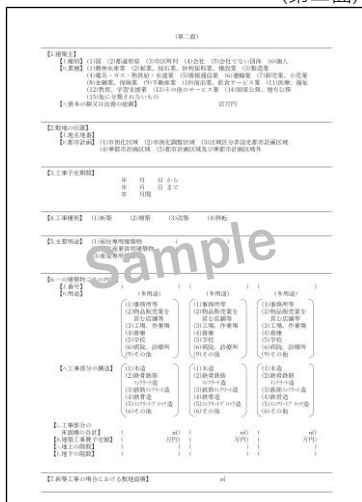 (第二面)
(第二面)
【1.建築主】
【イ.種別】 (1)国 (2)都道府県 (3)市区町村 (4)会社 (5)会社でない団体 (6)個人
【ロ.業種】 (1)農林水産業 (2)鉱業、採石業、砂利採取業、建設業 (3)製造業
(4)電気・ガス・熱供給・水道業 (5)情報通信業 (6)運輸業 (7)卸売業、小売業
(8)金融業、保険業 (9)不動産業 (10)宿泊業、飲食サービス業 (11)医療、福祉
(12)教育、学習支援業 (13)その他のサービス業 (14)国家公務、地方公務
(15)他に分類されないもの
【ハ.資本の額又は出資の総額】 百万円
【2.敷地の位置】
【イ.地名地番】
【ロ.都市計画】 (1)市街化区域 (2)市街化調整区域 (3)区域区分非設定都市計画区域
(4)準都市計画区域 (5)都市計画区域及び準都市計画区域外
【3.工事予定期間】
年 月 日 から
年 月 日 まで
年 月間
【4.工事種別】 (1)新築 (2)増築 (3)改築 (4)移転
【5.主要用途】 (1)居住専用建築物 ( )
Sample
【イ.番号】 ( ) ( ) ( )
【ロ.用途】 (多用途) (多用途) (多用途)
(1)事務所等 (1)事務所等 (1)事務所等
(2)物品販売業を (2)物品販売業を (2)物品販売業を
営む店舗等 営む店舗等 営む店舗等
(3)工場、作業場 (3)工場、作業場 (3)工場、作業場
(4)倉庫 (4)倉庫 (4)倉庫
(5)学校 (5)学校 (5)学校
(6)病院、診療所 (6)病院、診療所 (6)病院、診療所
(9)その他 (9)その他 (9)その他
【ハ.工事部分の構造】 (1)木造 (1)木造 (1)木造
(2)鉄骨鉄筋 (2)鉄骨鉄筋 (2)鉄骨鉄筋
コンクリート造 コンクリート造 コンクリート造
(3)鉄筋コンクリート造 (3)鉄筋コンクリート造 (3)鉄筋コンクリート造
(4)鉄骨造 (4)鉄骨造 (4)鉄骨造
(5)コンクリートブロック造 (5)コンクリートブロック造 (5)コンクリートブロック造
(6)その他 (6)その他 (6)その他
【ニ.工事部分の
床面積の合計】 ( ㎡) ( ㎡) ( ㎡)
【ホ.建築工事費予定額】 ( 万円) ( 万円) ( 万円)
【ヘ.地上の階数】 ( ) ( ) ( )
【ト.地下の階数】 ( ) ( ) ( )
【7.新築工事の場合における敷地面積】 ㎡